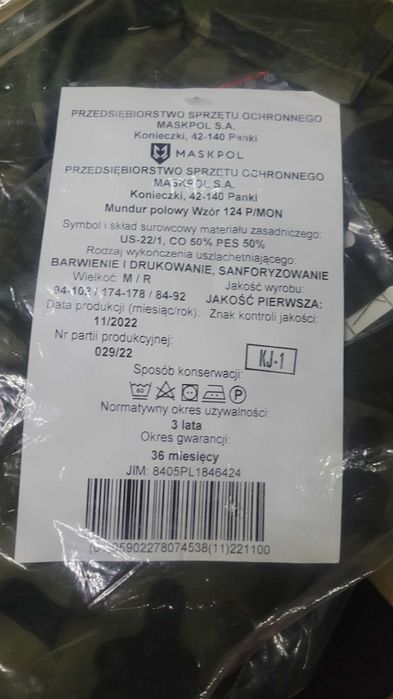 PRZEDSIĘBIORSTWO SPRZĘTU OCHRONNEGO
MASKPOL S.A.
Konieczki, 42-140 Panki
MASKPOL
PRZEDSIĘBIORSTWO SPRZĘTU OCHRONNEGO
MASKPOL S.A.
Konieczki, 42-140 Panki
Mundur polowy Wzór 124 P/MON
Symbol i skład surowcowy materiału zasadniczego:
US-22/1, CO 50% PES 50%
Rodzaj wykończenia uszlachetniającego:
BARWIENIE I DRUKOWANIE, SANFORYZOWANIE
Wielkość M / R
94-102 / 174-178 / 84-92
Jakość wyrobu:
JAKOŚĆ PIERWSZA:
Data produkcji (miesiąc/rok):
11/2022
Znak kontroli jakości:
Nr partii produkcyjnej:
029/22
KJ-1
Sposób konserwacji:
60
P
Normatywny okres używalności:
3 lata
Okres gwarancji:
36 miesięcy
JIM: 8405PL1846424
(01)05902278074538(11)221100